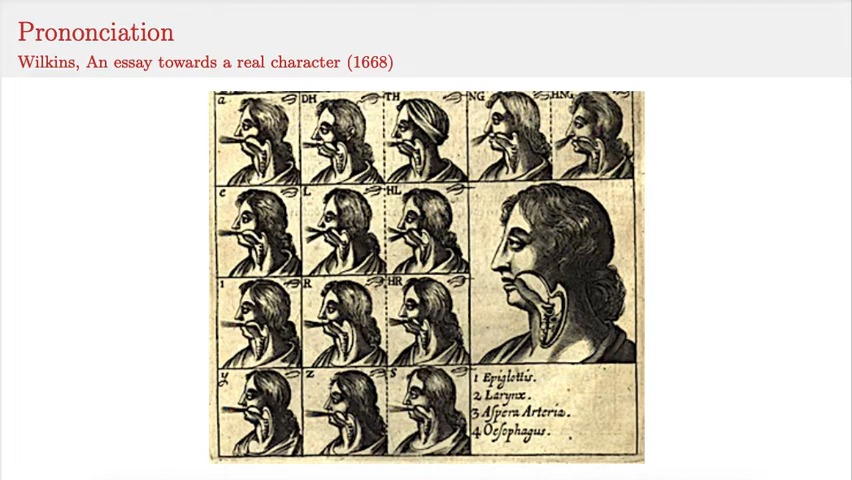 Prononciation
Wilkins, An essay towards a real character (1668)
a DH TH NG HNG
e L HL
i R HR
y Z S
1 Epiglottis.
2 Larynx.
3 Aſpera Arteria.
4 Oeſophagus.